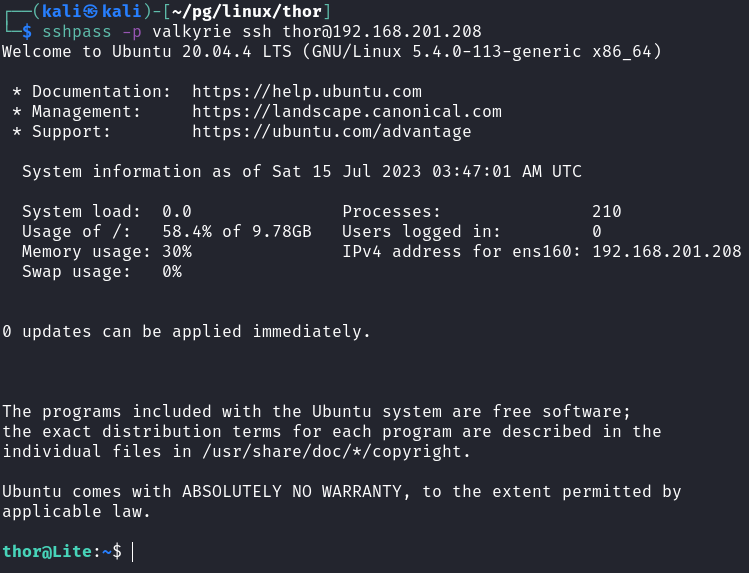 ┌──(kali㉿kali)-[~/pg/linux/thor]
└─$ sshpass -p valkyrie ssh thor@192.168.201.208
Welcome to Ubuntu 20.04.4 LTS (GNU/Linux 5.4.0-113-generic x86_64)
* Documentation:  https://help.ubuntu.com
* Management:     https://landscape.canonical.com
* Support:        https://ubuntu.com/advantage
System information as of Sat 15 Jul 2023 03:47:01 AM UTC
System load:  0.0               Processes:               210
Usage of /:   58.4% of 9.78GB   Users logged in:         0
Memory usage: 30%               IPv4 address for ens160: 192.168.201.208
Swap usage:   0%
0 updates can be applied immediately.
The programs included with the Ubuntu system are free software;
the exact distribution terms for each program are described in the
individual files in /usr/share/doc/*/copyright.
Ubuntu comes with ABSOLUTELY NO WARRANTY, to the extent permitted by
applicable law.
thor@Lite:~$